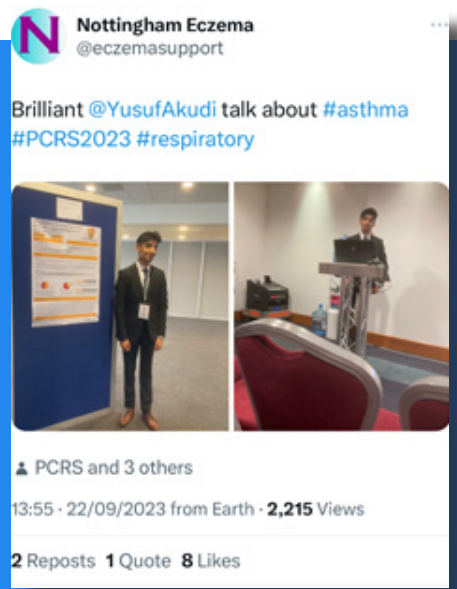 N
Nottingham Eczema
@eczemasupport
Brilliant @YusufAkudi talk about #asthma
#PCRS2023 #respiratory
PCRS and 3 others
13:55 · 22/09/2023 from Earth · 2,215 Views
2 Reposts 1 Quote 8 Likes